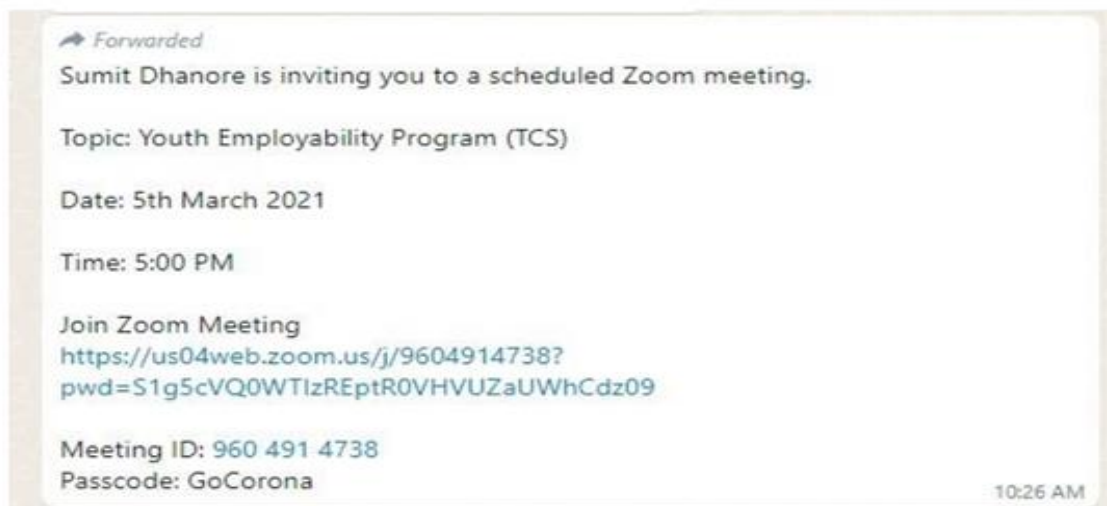 Forwarded
Sumit Dhanore is inviting you to a scheduled Zoom meeting.
Topic: Youth Employability Program (TCS)
Date: 5th March 2021
Time: 5:00 PM
Join Zoom Meeting
https://us04web.zoom.us/j/9604914738?
pwd=S1g5cVQ0WTIzREptR0VHVUZaUWhCdz09
Meeting ID: 960 491 4738
Passcode: GoCorona
10:26 AM